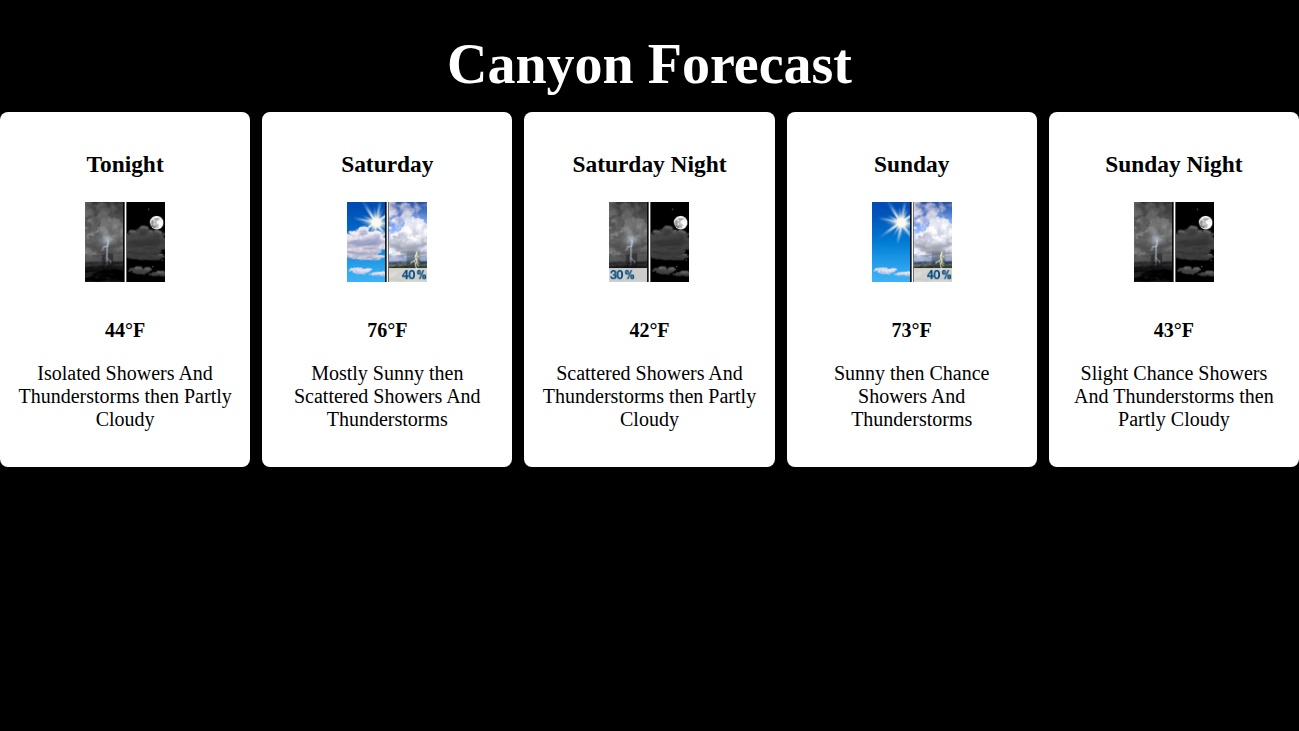 Canyon Forecast
Tonight
44°F
Isolated Showers And
Thunderstorms then Partly
Cloudy
Saturday
40%
76°F
Mostly Sunny then
Scattered Showers And
Thunderstorms
Saturday Night
30%
42°F
Scattered Showers And
Thunderstorms then Partly
Cloudy
Sunday
40%
73°F
Sunny then Chance
Showers And
Thunderstorms
Sunday Night
43°F
Slight Chance Showers
And Thunderstorms then
Partly Cloudy